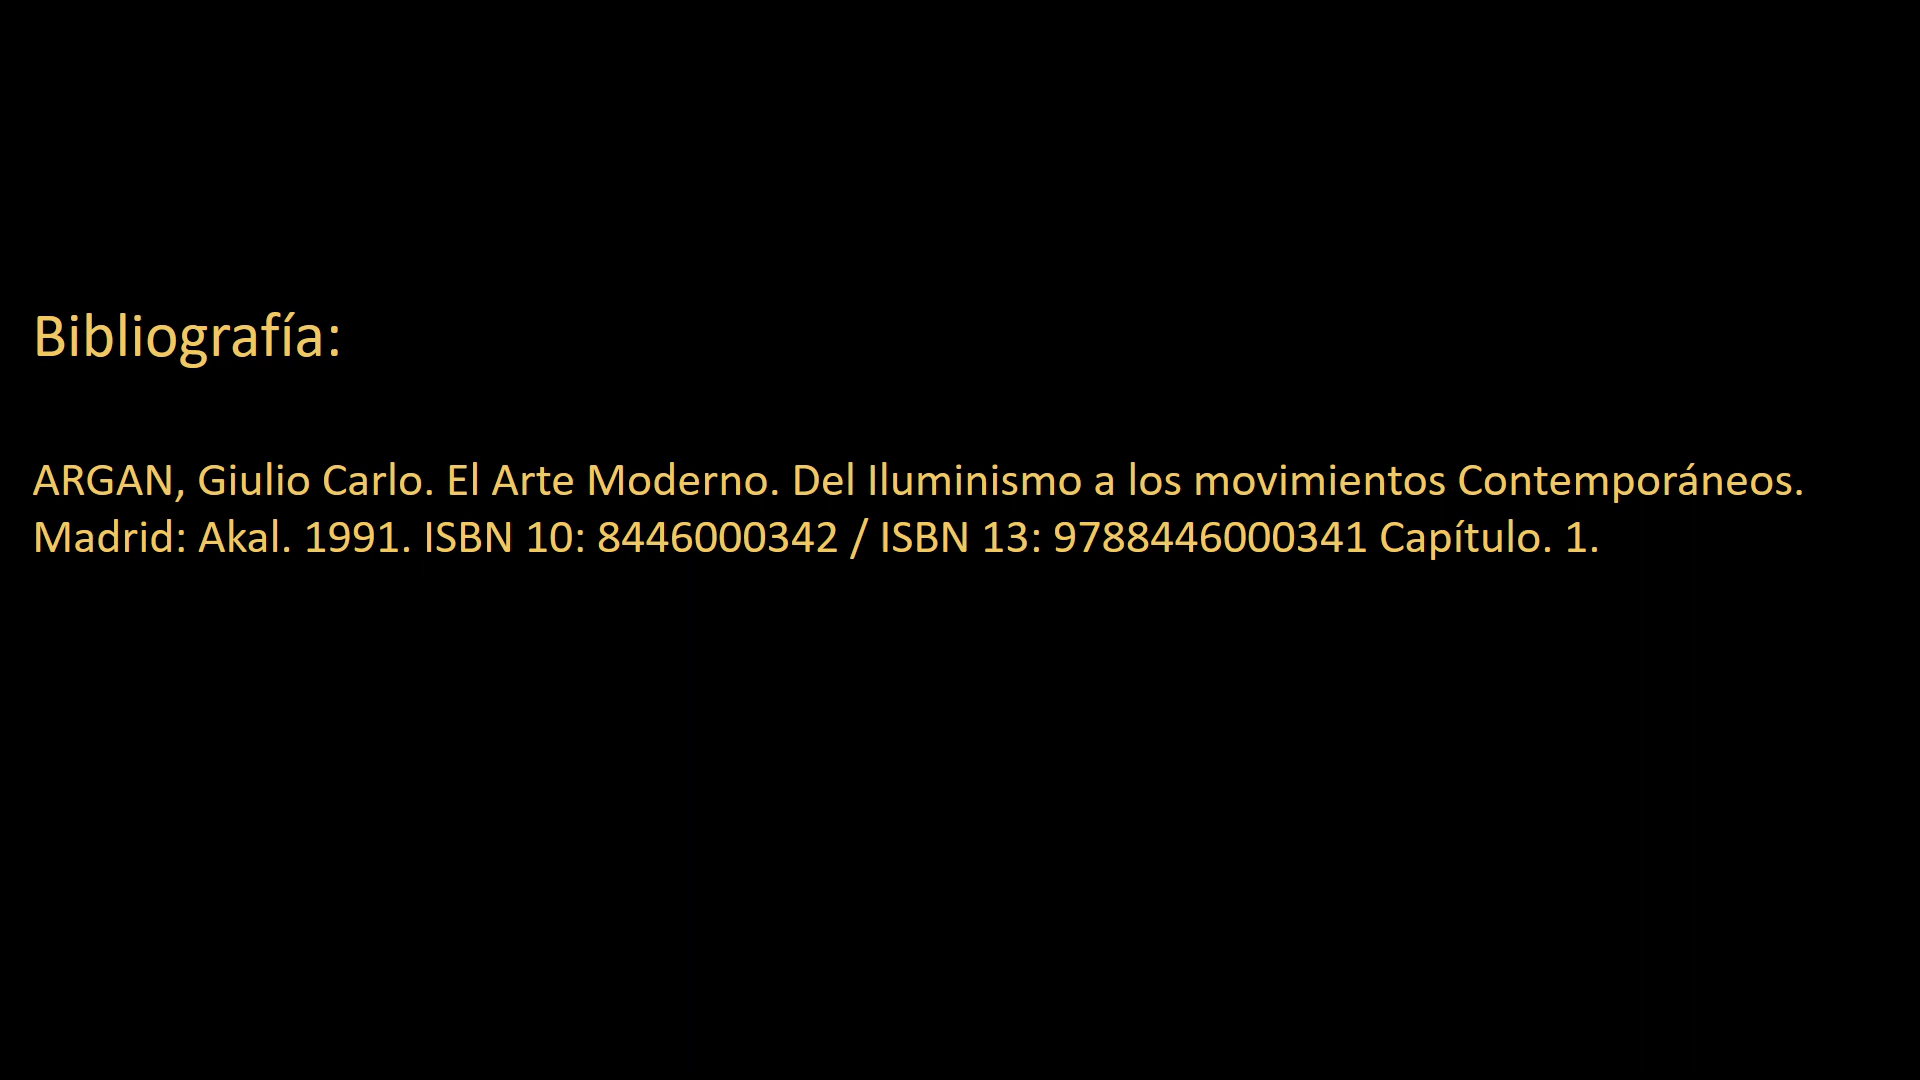 Bibliografía:
ARGAN, Giulio Carlo. El Arte Moderno. Del Iluminismo a los movimientos Contemporáneos.
Madrid: Akal. 1991. ISBN 10: 8446000342 / ISBN 13: 9788446000341 Capítulo. 1.